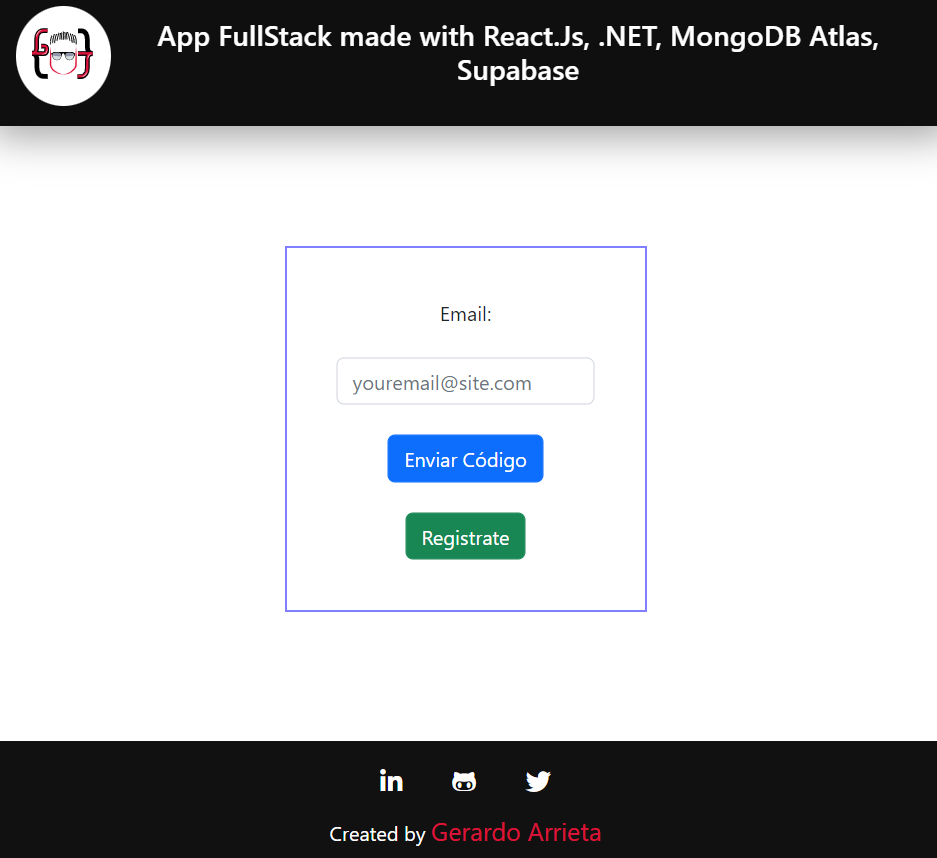 App FullStack made with React.Js, .NET, MongoDB Atlas,
Supabase
Email:
youremail@site.com
Enviar Código
Registrate
in
Created by Gerardo Arrieta